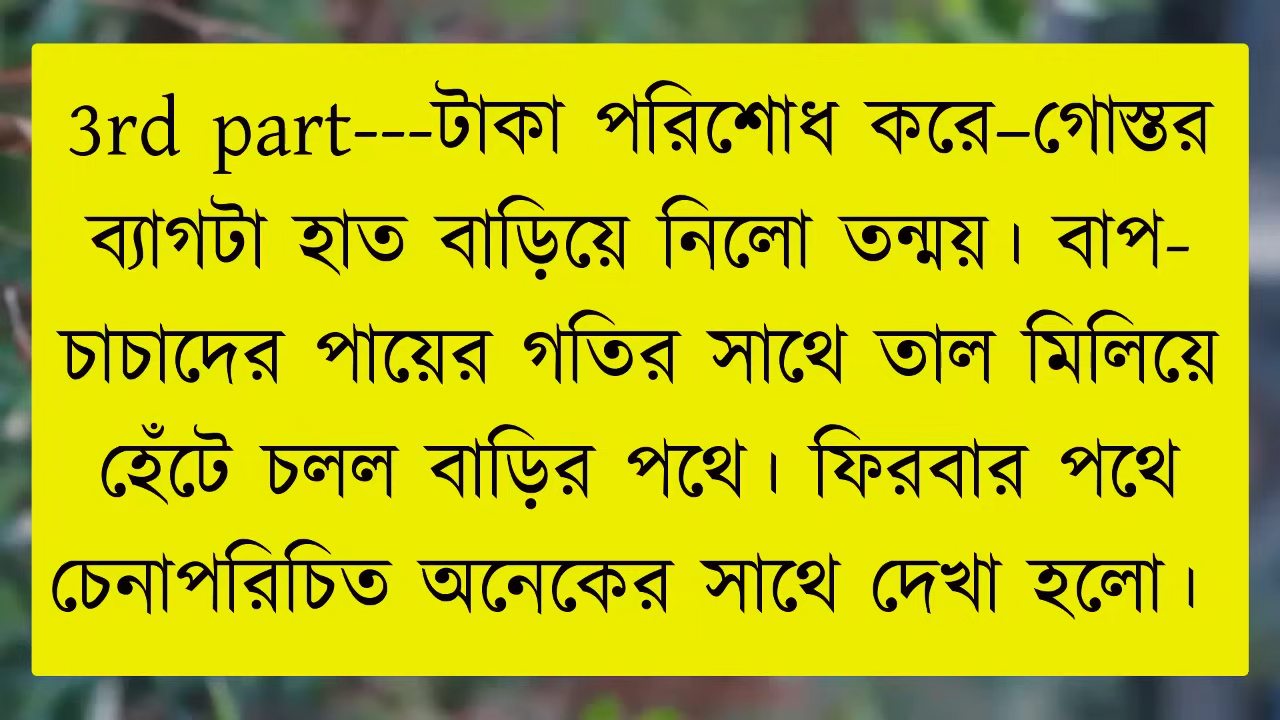 3rd part---টাকা পরিশোধ করে–গোস্তর
ব্যাগটা হাত বাড়িয়ে নিলো তন্ময়। বাপ-
চাচাদের পায়ের গতির সাথে তাল মিলিয়ে
হেঁটে চলল বাড়ির পথে। ফিরবার পথে
চেনাপরিচিত অনেকের সাথে দেখা হলো।